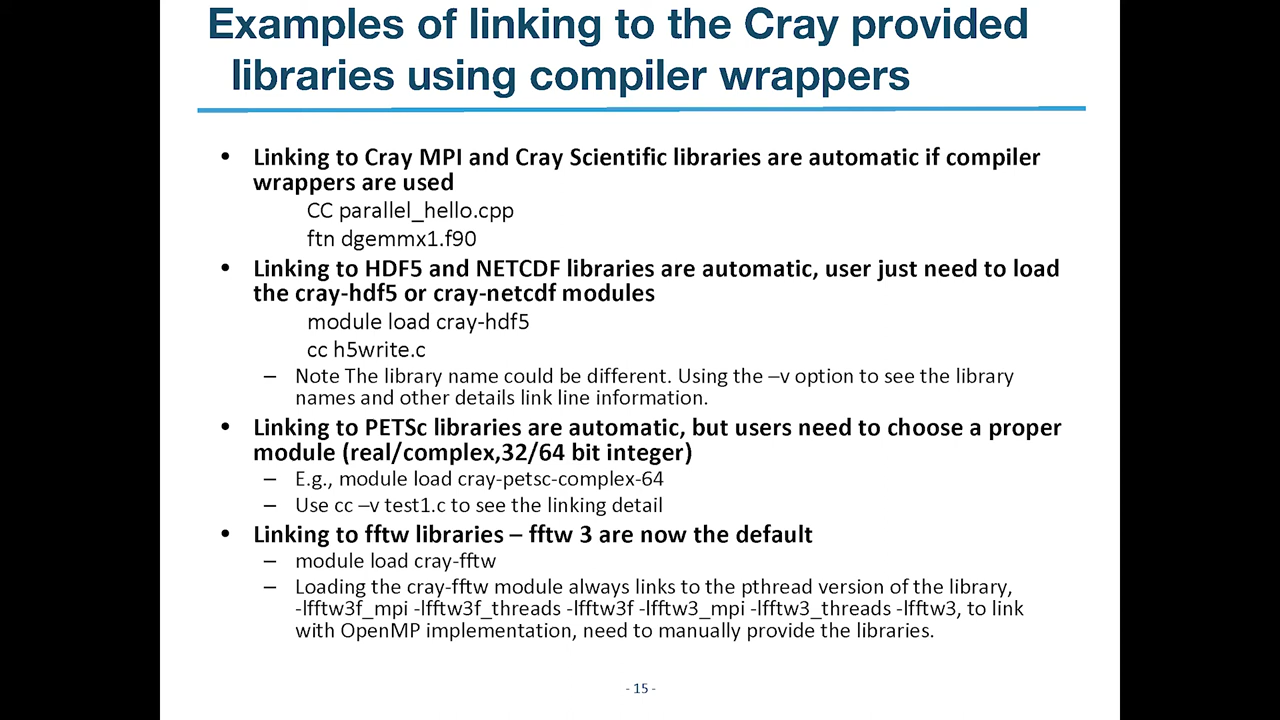 Examples of linking to the Cray provided
libraries using compiler wrappers
• Linking to Cray MPI and Cray Scientific libraries are automatic if compiler
wrappers are used
CC parallel_hello.cpp
ftn dgemmx1.f90
• Linking to HDF5 and NETCDF libraries are automatic, user just need to load
the cray-hdf5 or cray-netcdf modules
module load cray-hdf5
cc h5write.c
– Note The library name could be different. Using the –v option to see the library
names and other details link line information.
• Linking to PETSc libraries are automatic, but users need to choose a proper
module (real/complex,32/64 bit integer)
– E.g., module load cray-petsc-complex-64
– Use cc –v test1.c to see the linking detail
• Linking to fftw libraries – fftw 3 are now the default
– module load cray-fftw
– Loading the cray-fftw module always links to the pthread version of the library,
-lfftw3f_mpi -lfftw3f_threads -lfftw3f -lfftw3_mpi -lfftw3_threads -lfftw3, to link
with OpenMP implementation, need to manually provide the libraries.
- 15 -